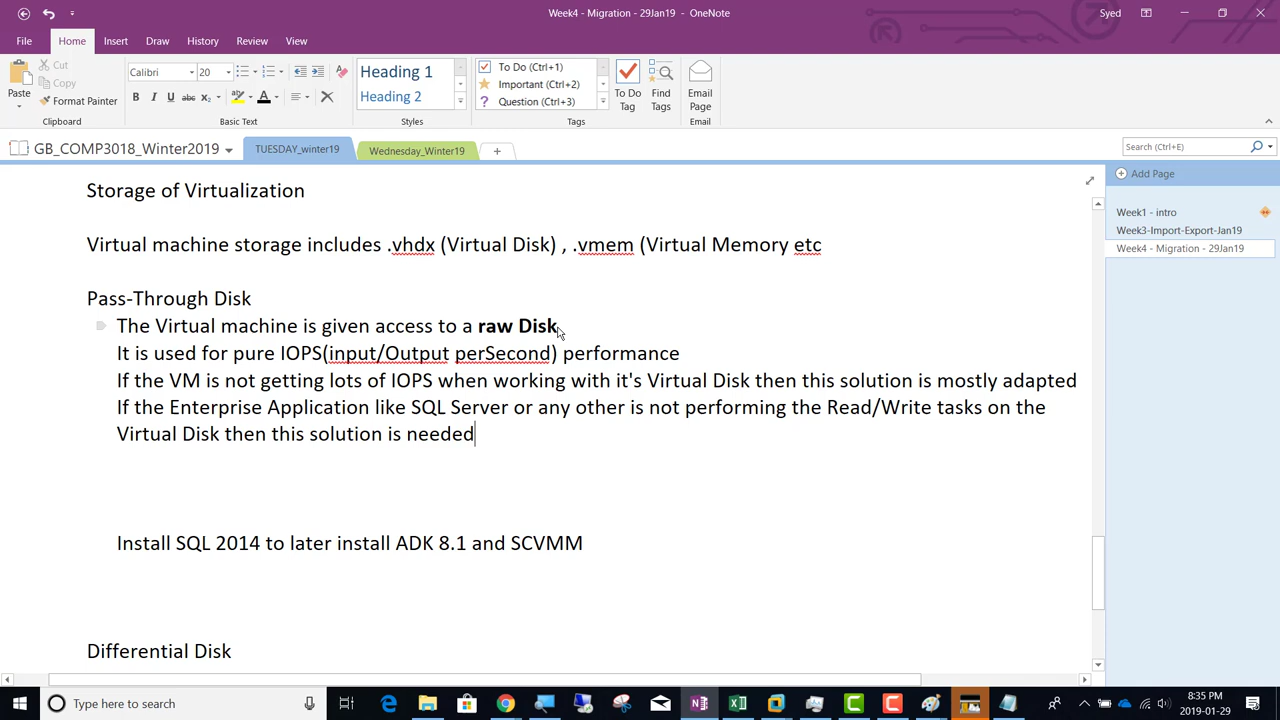 Week4 - Migration - 29Jan19 - OneNote
Syed
File
Home
Insert
Draw
History
Review
View
Paste
Cut
Copy
Format Painter
Clipboard
Calibri
20
B
I
U
abc
X₂
A
Basic Text
Heading 1
Heading 2
Styles
To Do (Ctrl+1)
Important (Ctrl+2)
Question (Ctrl+3)
To Do
Tag
Find
Tags
Tags
Email
Page
Email
GB_COMP3018_Winter2019
TUESDAY_winter19
Wednesday_Winter19
+
Search (Ctrl+E)
Add Page
Week1 - intro
Week3-Import-Export-Jan19
Week4 - Migration - 29Jan19
Storage of Virtualization
Virtual machine storage includes .vhdx (Virtual Disk) , .vmem (Virtual Memory etc
Pass-Through Disk
The Virtual machine is given access to a raw Disk
It is used for pure IOPS(input/Output perSecond) performance
If the VM is not getting lots of IOPS when working with it's Virtual Disk then this solution is mostly adapted
If the Enterprise Application like SQL Server or any other is not performing the Read/Write tasks on the
Virtual Disk then this solution is needed
Install SQL 2014 to later install ADK 8.1 and SCVMM
Differential Disk
Type here to search
8:35 PM
2019-01-29